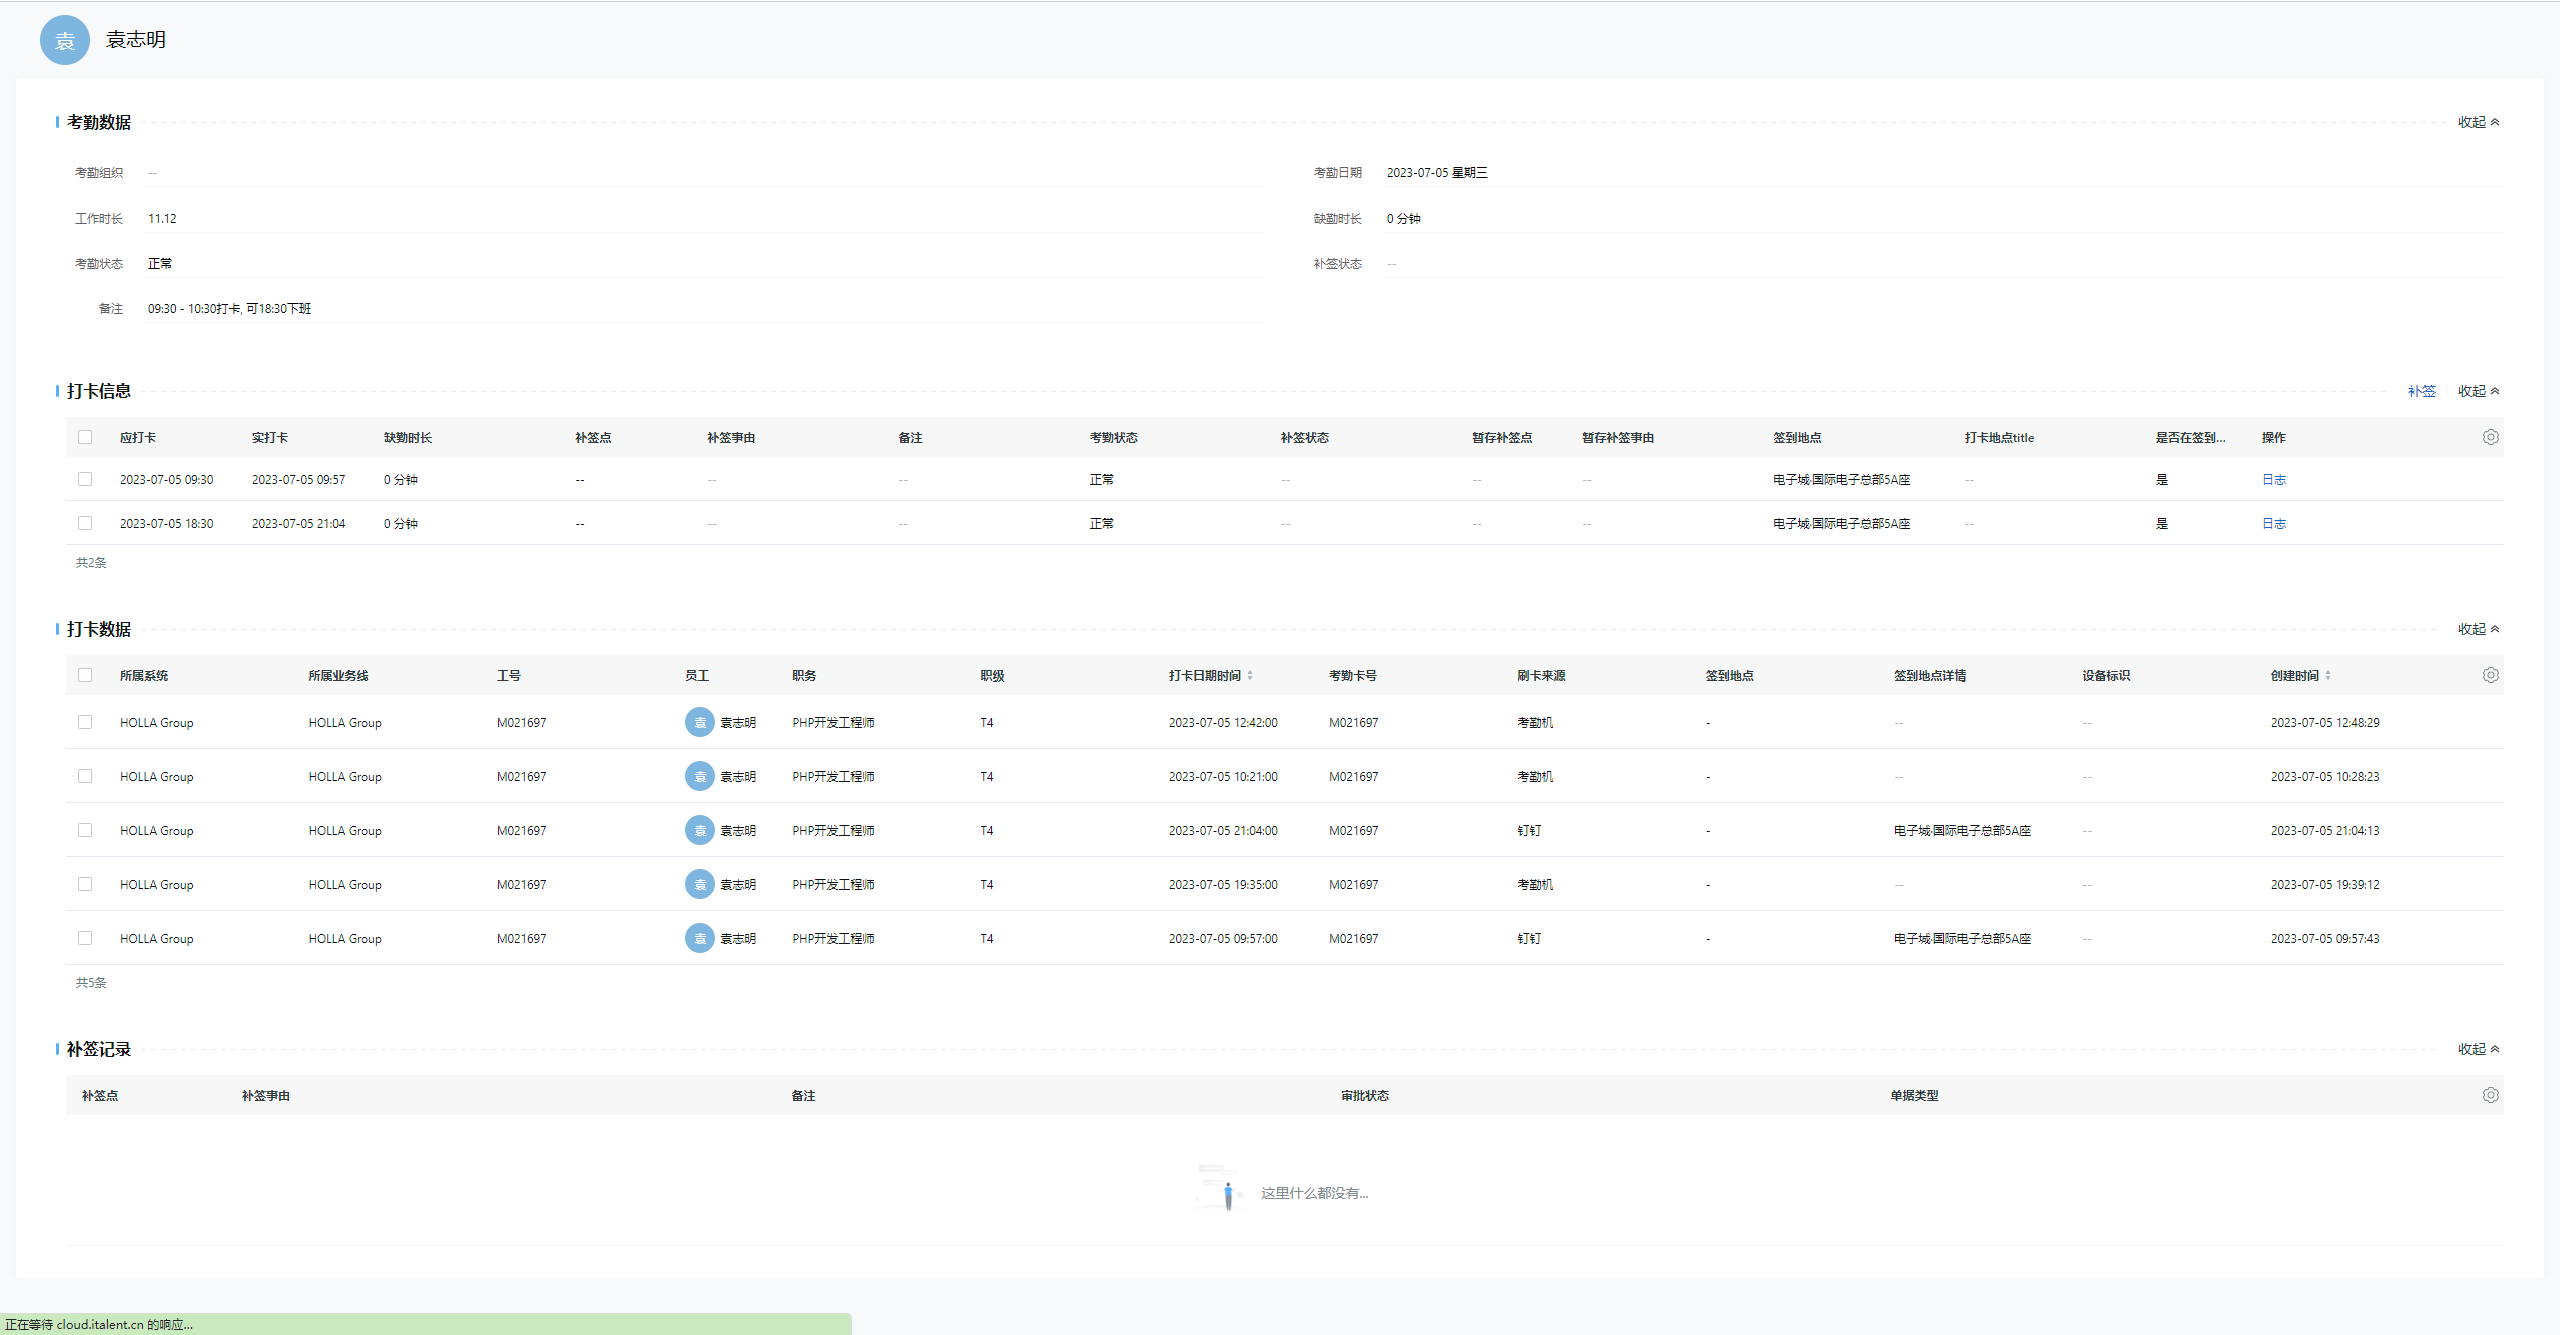 袁 袁志明
考勤数据 收起
考勤组织 -- 考勤日期 2023-07-05 星期三
工作时长 11.12 缺勤时长 0 分钟
考勤状态 正常 补签状态 --
备注 09:30 - 10:30打卡, 可18:30下班
打卡信息 补签 收起
应打卡 实打卡 缺勤时长 补签点 补签事由 备注 考勤状态 补签状态 暂存补签点 暂存补签事由 签到地点 打卡地点title 是否在签到... 操作
2023-07-05 09:30 2023-07-05 09:57 0 分钟 -- -- -- 正常 -- -- -- 电子城·国际电子总部5A座 -- 是 日志
2023-07-05 18:30 2023-07-05 21:04 0 分钟 -- -- -- 正常 -- -- -- 电子城·国际电子总部5A座 -- 是 日志
共2条
打卡数据 收起
所属系统 所属业务线 工号 员工 职务 职级 打卡日期时间 考勤卡号 刷卡来源 签到地点 签到地点详情 设备标识 创建时间
HOLLA Group HOLLA Group M021697 袁 袁志明 PHP开发工程师 T4 2023-07-05 12:42:00 M021697 考勤机 - -- -- 2023-07-05 12:48:29
HOLLA Group HOLLA Group M021697 袁 袁志明 PHP开发工程师 T4 2023-07-05 10:21:00 M021697 考勤机 - -- -- 2023-07-05 10:28:23
HOLLA Group HOLLA Group M021697 袁 袁志明 PHP开发工程师 T4 2023-07-05 21:04:00 M021697 钉钉 - 电子城·国际电子总部5A座 -- 2023-07-05 21:04:13
HOLLA Group HOLLA Group M021697 袁 袁志明 PHP开发工程师 T4 2023-07-05 19:35:00 M021697 考勤机 - -- -- 2023-07-05 19:39:12
HOLLA Group HOLLA Group M021697 袁 袁志明 PHP开发工程师 T4 2023-07-05 09:57:00 M021697 钉钉 - 电子城·国际电子总部5A座 -- 2023-07-05 09:57:43
共5条
补签记录 收起
补签点 补签事由 备注 审批状态 单据类型
这里什么都没有...
正在等待 cloud.italent.cn 的响应...